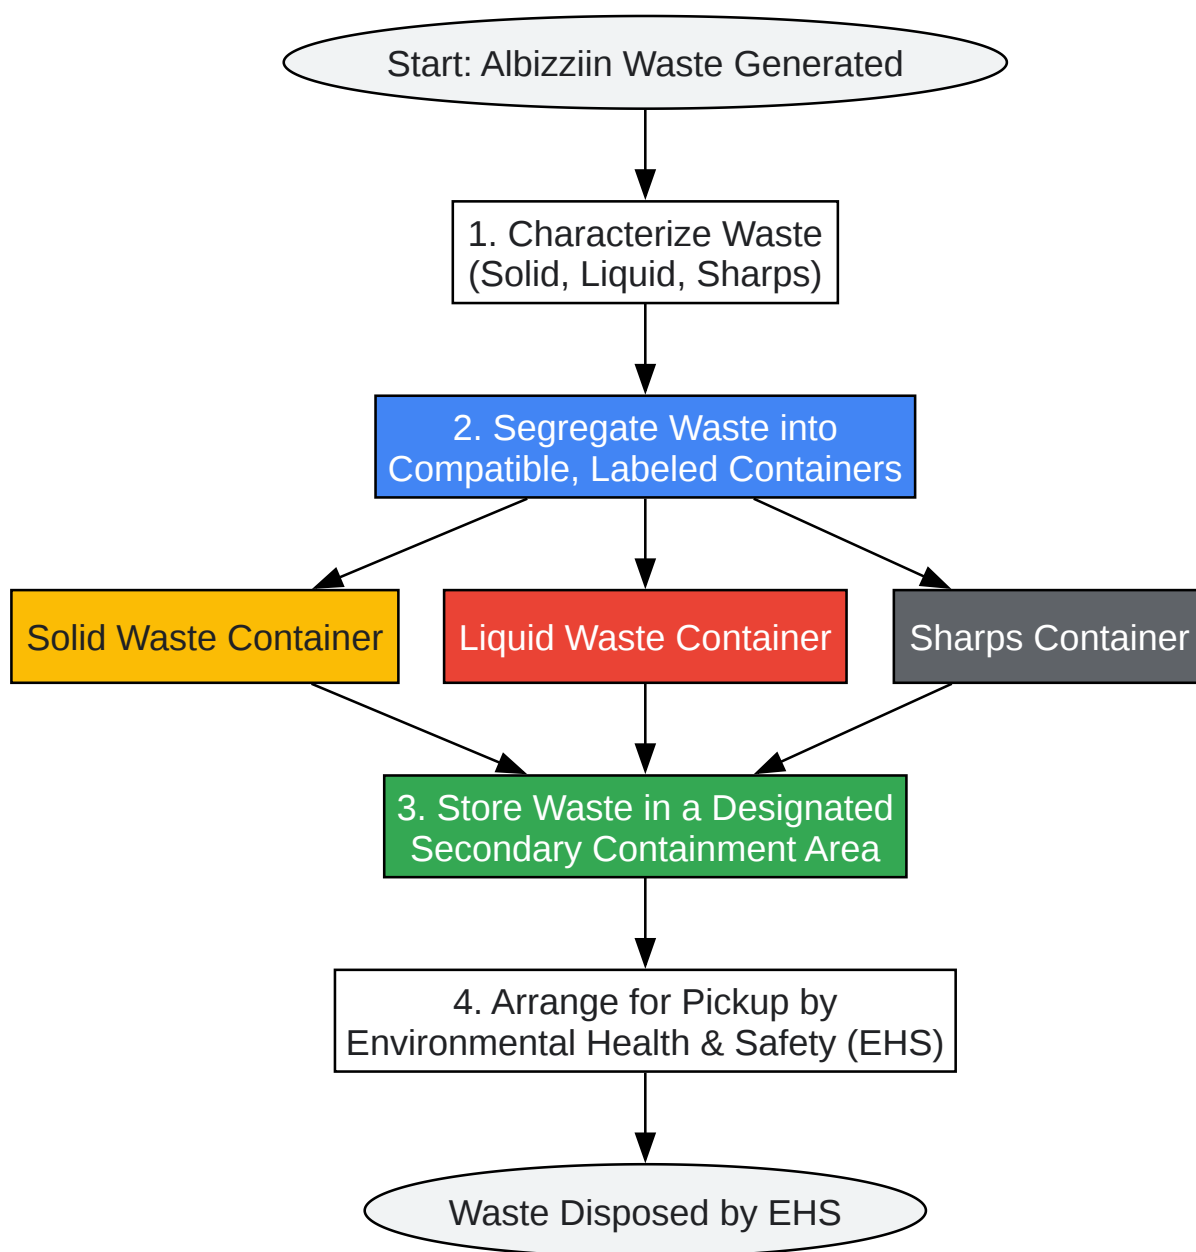 Start: Albizziin Waste Generated
1. Characterize Waste
(Solid, Liquid, Sharps)
2. Segregate Waste into
Compatible, Labeled Containers
Solid Waste Container
Liquid Waste Container
Sharps Container
3. Store Waste in a Designated
Secondary Containment Area
4. Arrange for Pickup by
Environmental Health & Safety (EHS)
Waste Disposed by EHS